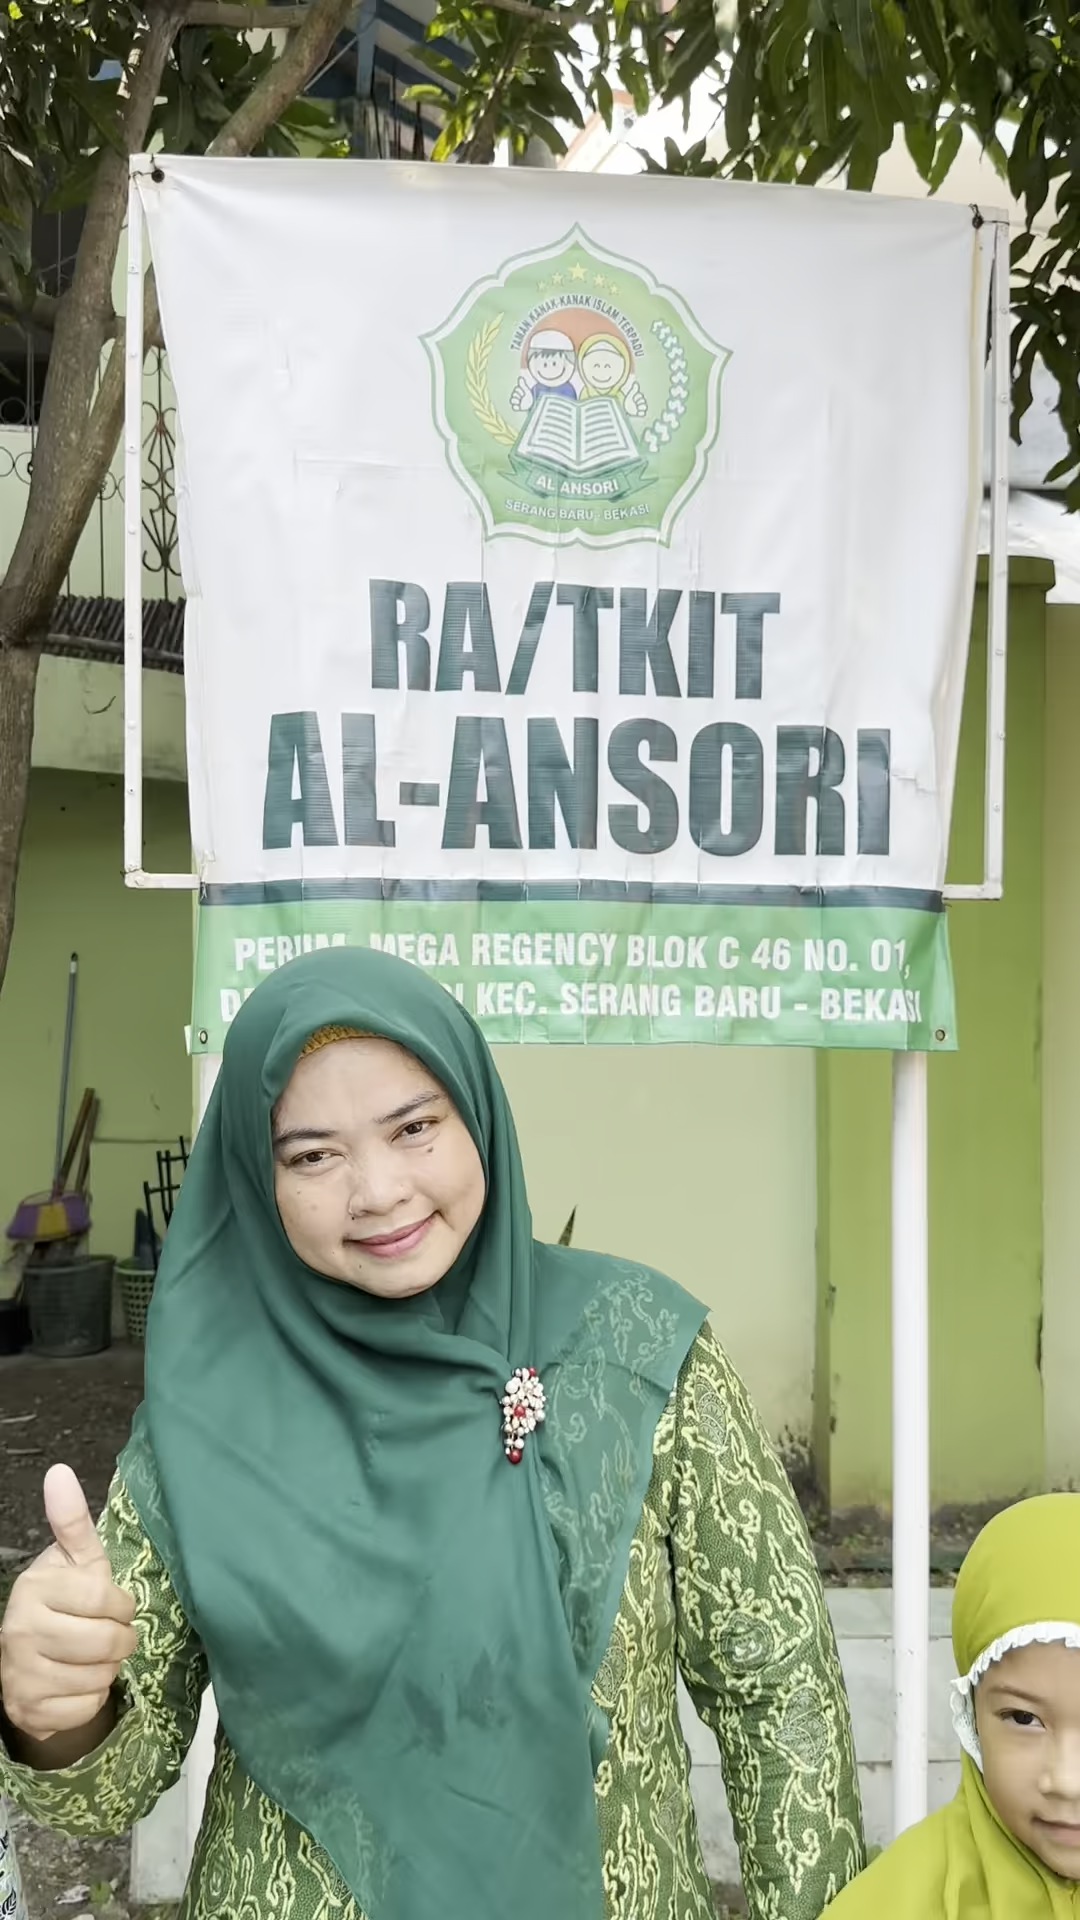 TAMAN KANAK-KANAK ISLAM TERPADU
AL ANSORI
SERANG BARU - BEKASI
RA/TKIT
AL-ANSORI
PERUM. MEGA REGENCY BLOK C 46 NO. 01,
KEC. SERANG BARU - BEKASI